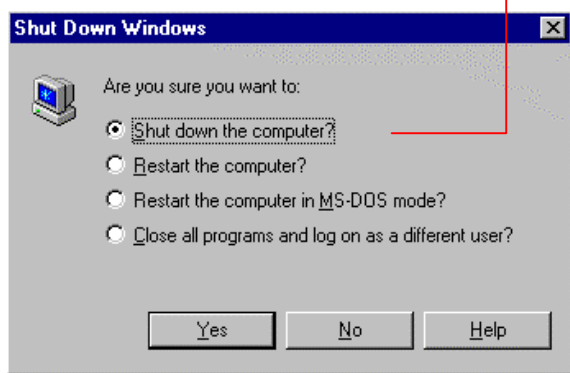 Shut Down Windows
Are you sure you want to:
Shut down the computer?
Restart the computer?
Restart the computer in MS-DOS mode?
Close all programs and log on as a different user?
Yes No Help